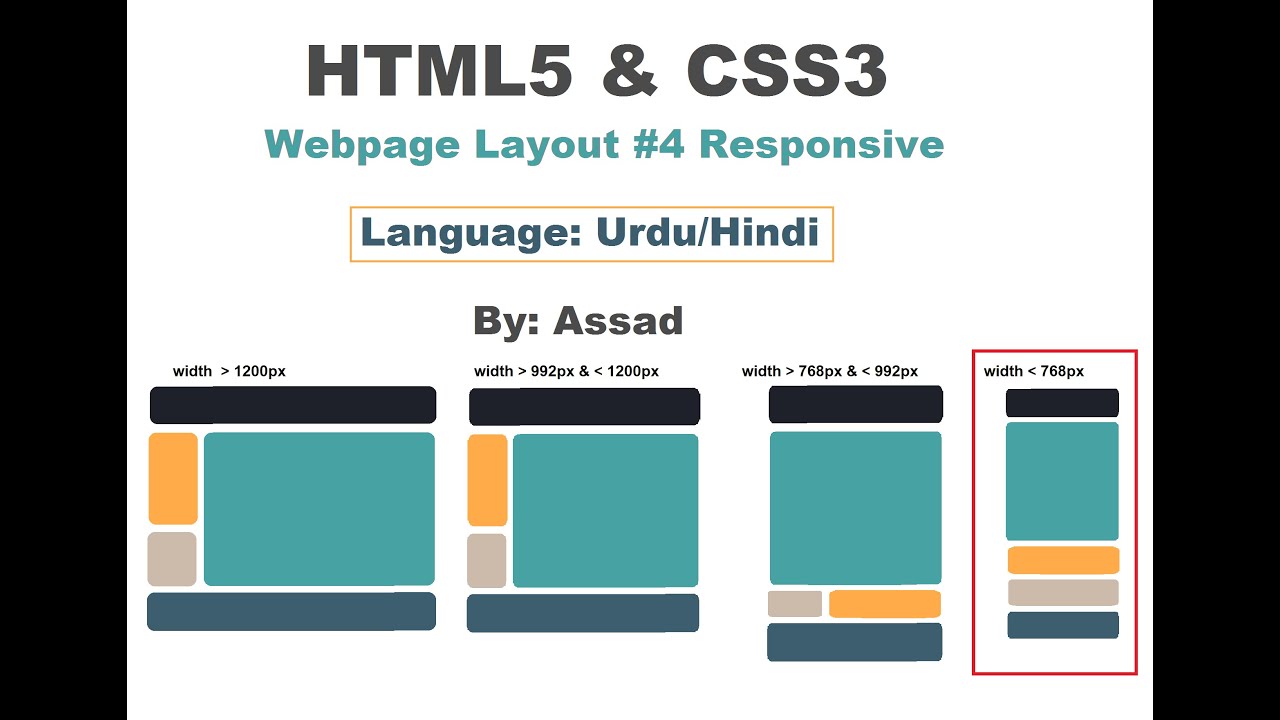 HTML5 & CSS3
Webpage Layout #4 Responsive
Language: Urdu/Hindi
By: Assad
width > 1200px
width > 992px & < 1200px
width > 768px & < 992px
width < 768px